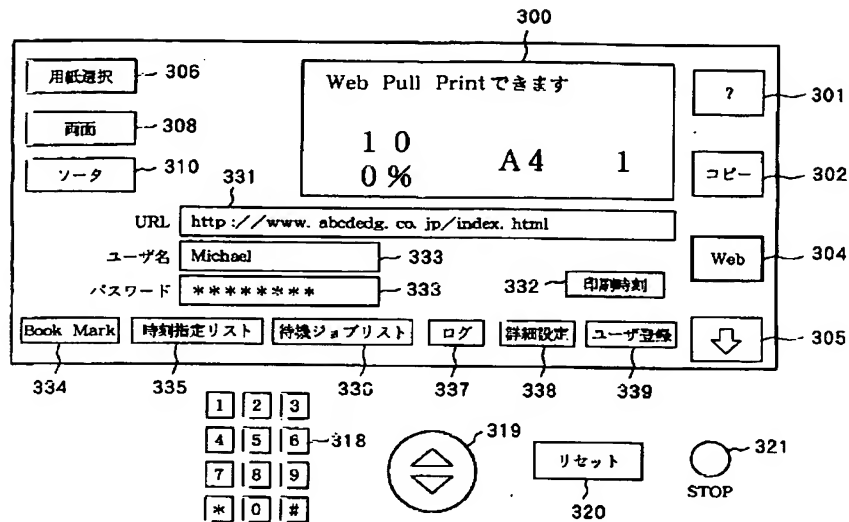 300
用紙選択 306
Web Pull Printできます
? 301
両面 308
10
0%
A4 1
ソータ 310
コピー 302
331
URL http://www. abcdedg. co. jp/index. html
ユーザ名 Michael 333
Web 304
パスワード ******** 333
332 印刷時刻
Book Mark 時刻指定リスト 待機ジョブリスト ログ 詳細設定 ユーザ登録
305
334 335 336 337 338 339
1 2 3
4 5 6 318
7 8 9
* 0 #
319
リセット
320
321
STOP